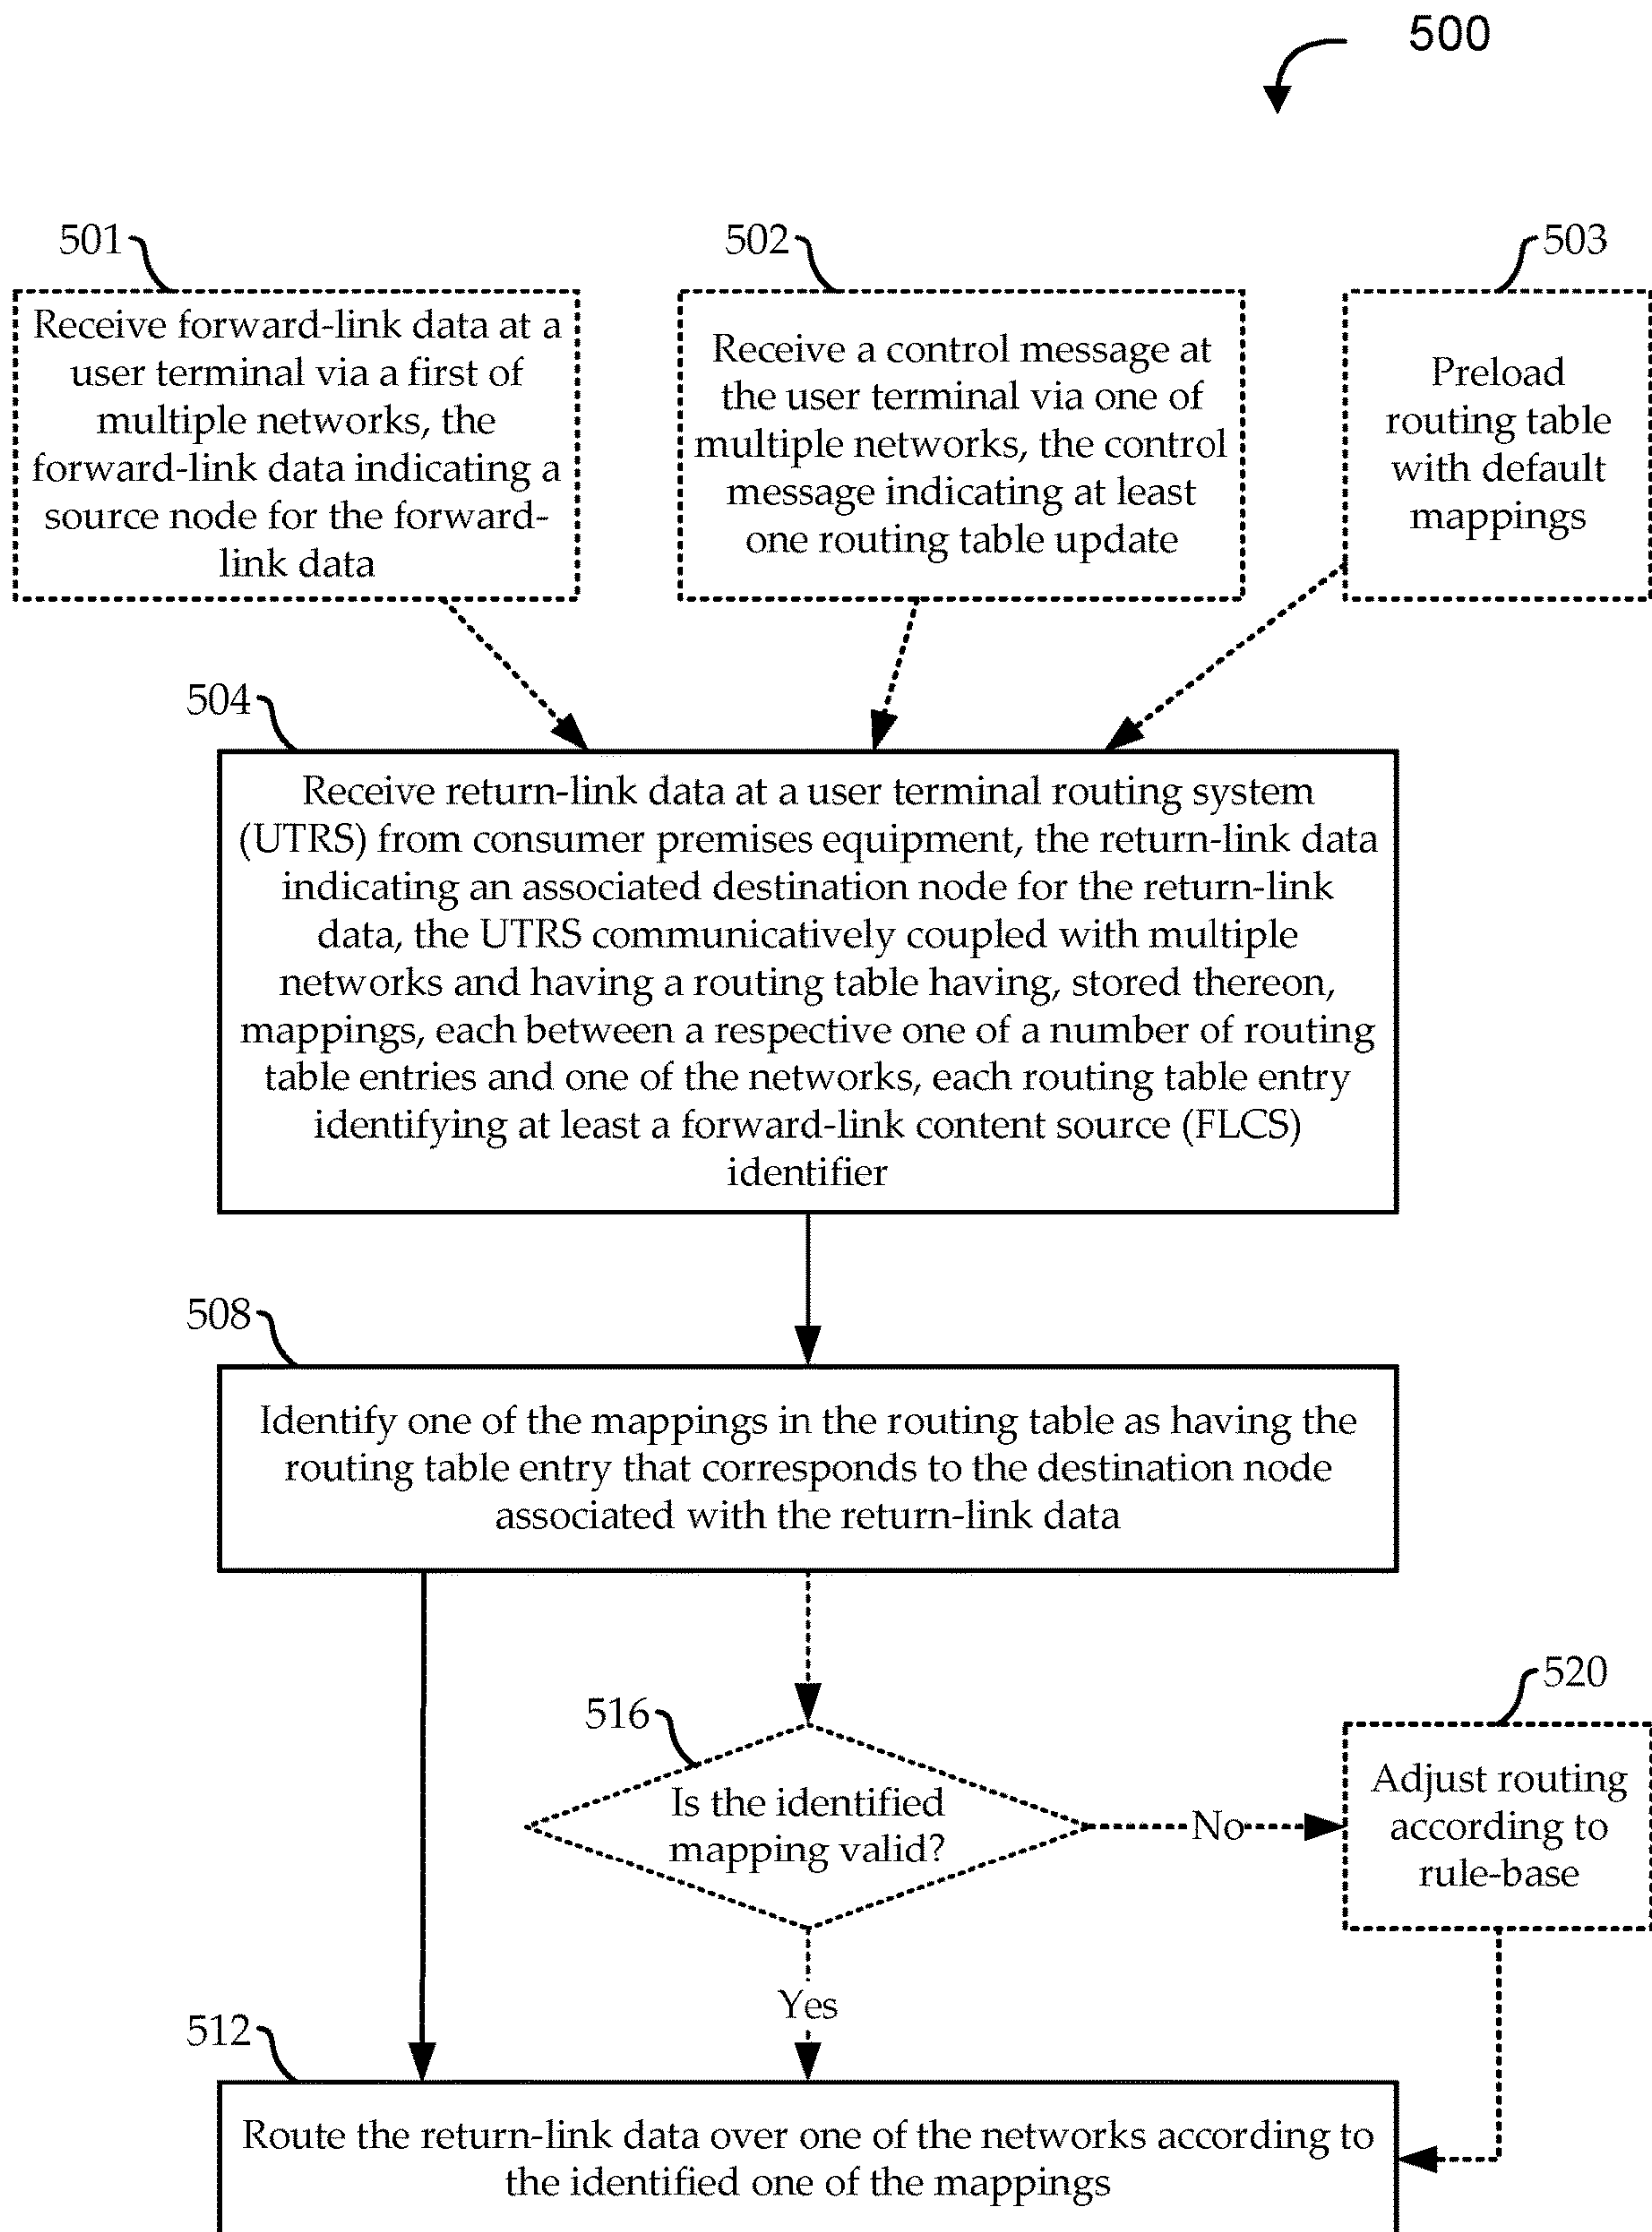 500
501
502
503
Receive forward-link data at a
user terminal via a first of
multiple networks, the
forward-link data indicating a
source node for the forward-
link data
Receive a control message at
the user terminal via one of
multiple networks, the control
message indicating at least
one routing table update
Preload
routing table
with default
mappings
504
Receive return-link data at a user terminal routing system
(UTRS) from consumer premises equipment, the return-link data
indicating an associated destination node for the return-link
data, the UTRS communicatively coupled with multiple
networks and having a routing table having, stored thereon,
mappings, each between a respective one of a number of routing
table entries and one of the networks, each routing table entry
identifying at least a forward-link content source (FLCS)
identifier
508
Identify one of the mappings in the routing table as having the
routing table entry that corresponds to the destination node
associated with the return-link data
516
Is the identified
mapping valid?
No
520
Adjust routing
according to
rule-base
Yes
512
Route the return-link data over one of the networks according to
the identified one of the mappings